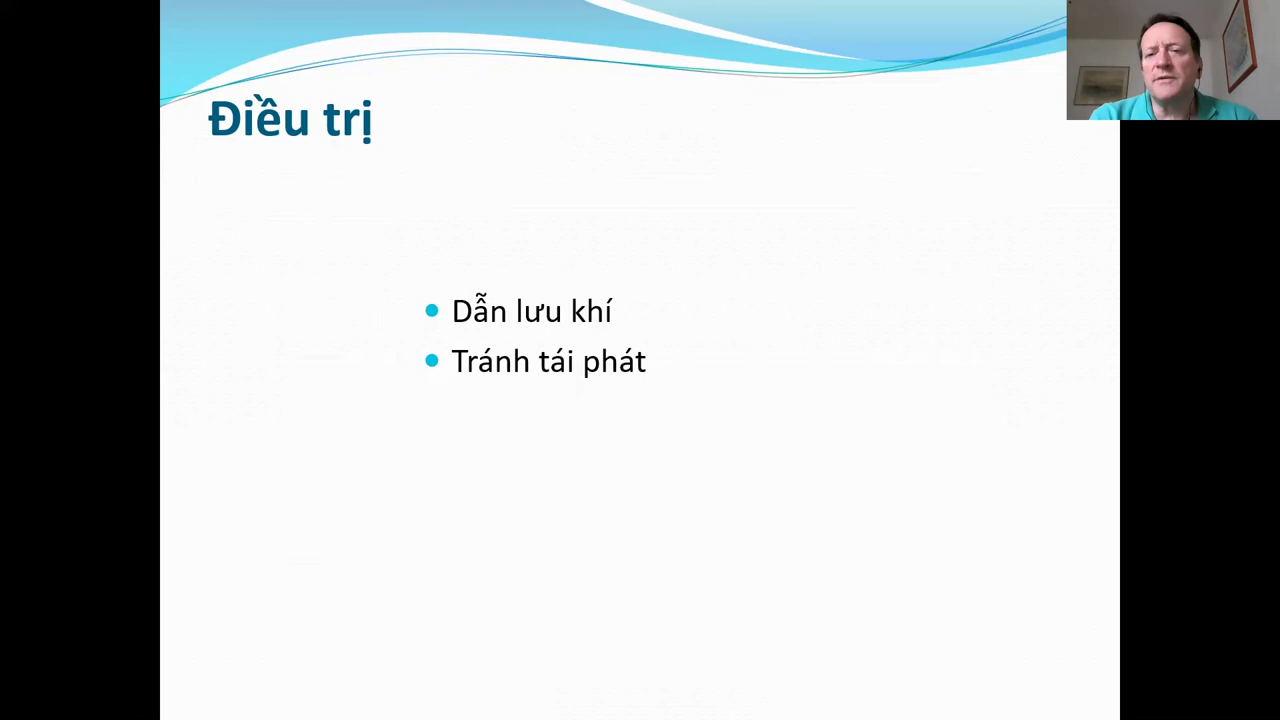 Điều trị
Dẫn lưu khí
Tránh tái phát